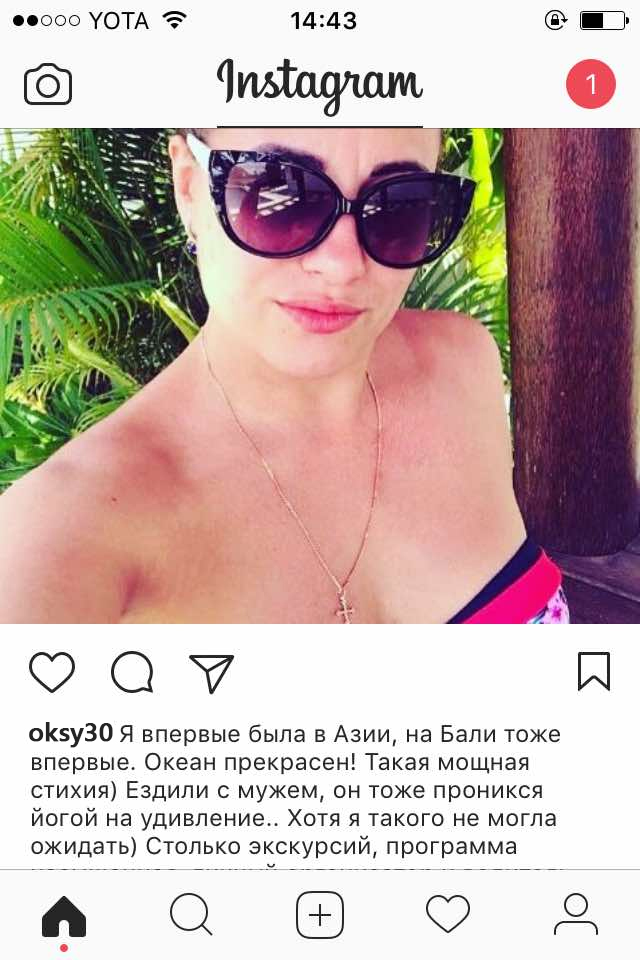 YOTA 14:43
Instagram
1
oksy30 Я впервые была в Азии, на Бали тоже
впервые. Океан прекрасен! Такая мощная
стихия) Ездили с мужем, он тоже проникся
йогой на удивление.. Хотя я такого не могла
ожидать) Столько экскурсий, программа